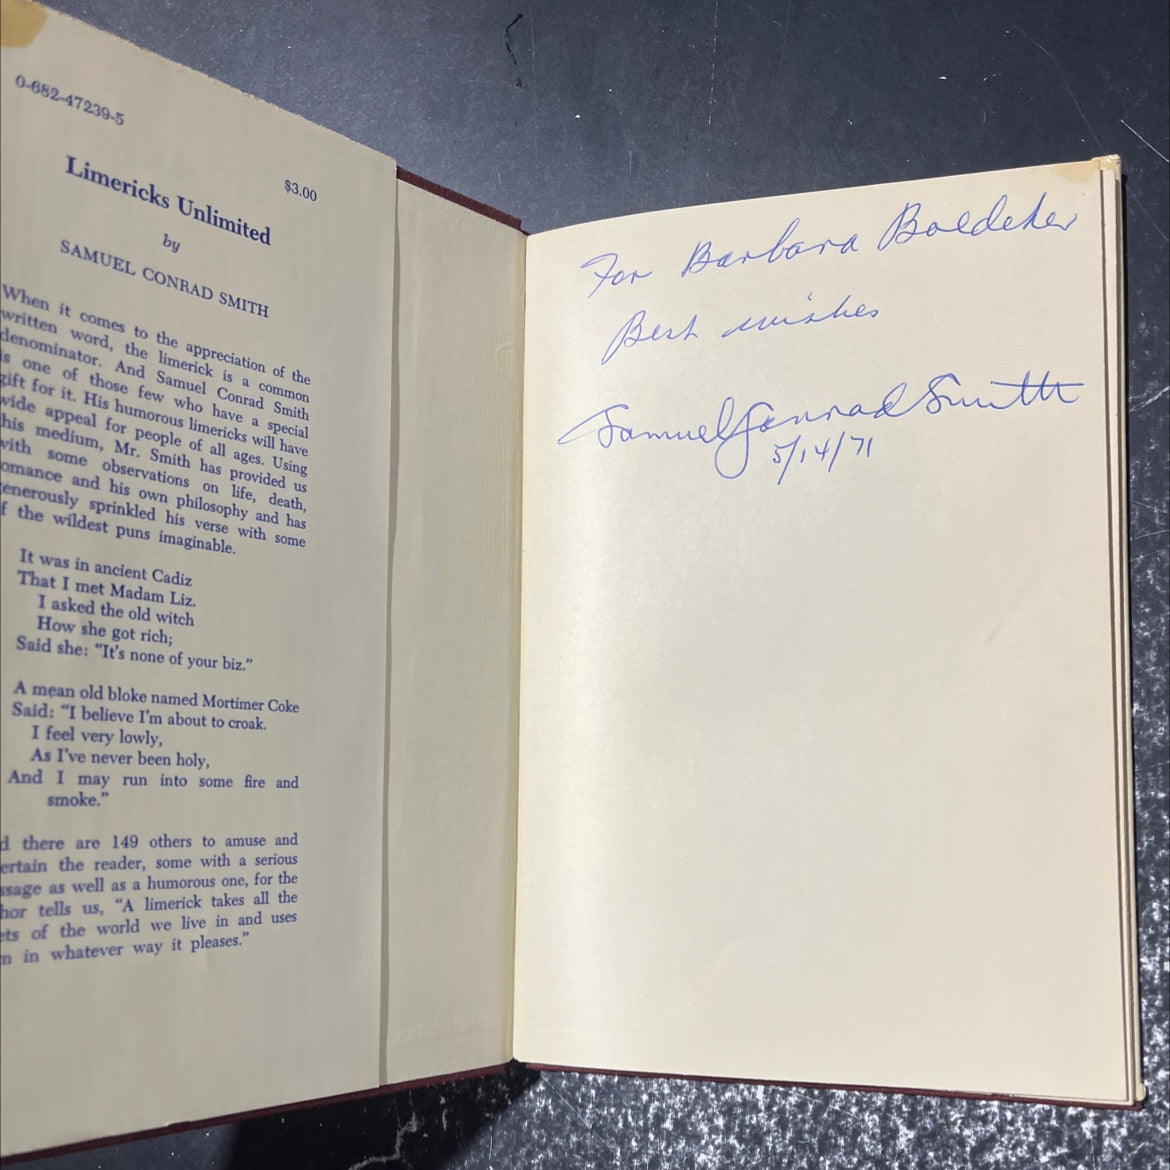 0-682-47239-5
$3.00
Limericks Unlimited
by
SAMUEL CONRAD SMITH
When it comes to the appreciation of the
written word, the limerick is a common
denominator. And Samuel Conrad Smith
is one of those few who have a special
gift for it. His humorous limericks will have
wide appeal for people of all ages. Using
this medium, Mr. Smith has provided us
with some observations on life, death,
omance and his own philosophy and has
enerously sprinkled his verse with some
f the wildest puns imaginable.
It was in ancient Cadiz
That I met Madam Liz.
I asked the old witch
How she got rich;
Said she: “It's none of your biz.”
A mean old bloke named Mortimer Coke
Said: “I believe I'm about to croak.
I feel very lowly,
As I've never been holy,
And I may run into some fire and
smoke.”
d there are 149 others to amuse and
ertain the reader, some with a serious
ssage as well as a humorous one, for the
hor tells us, “A limerick takes all the
ets of the world we live in and uses
m in whatever way it pleases.”
For Barbara Boedeker
Best wishes
Samuel Conrad Smith
5/14/71